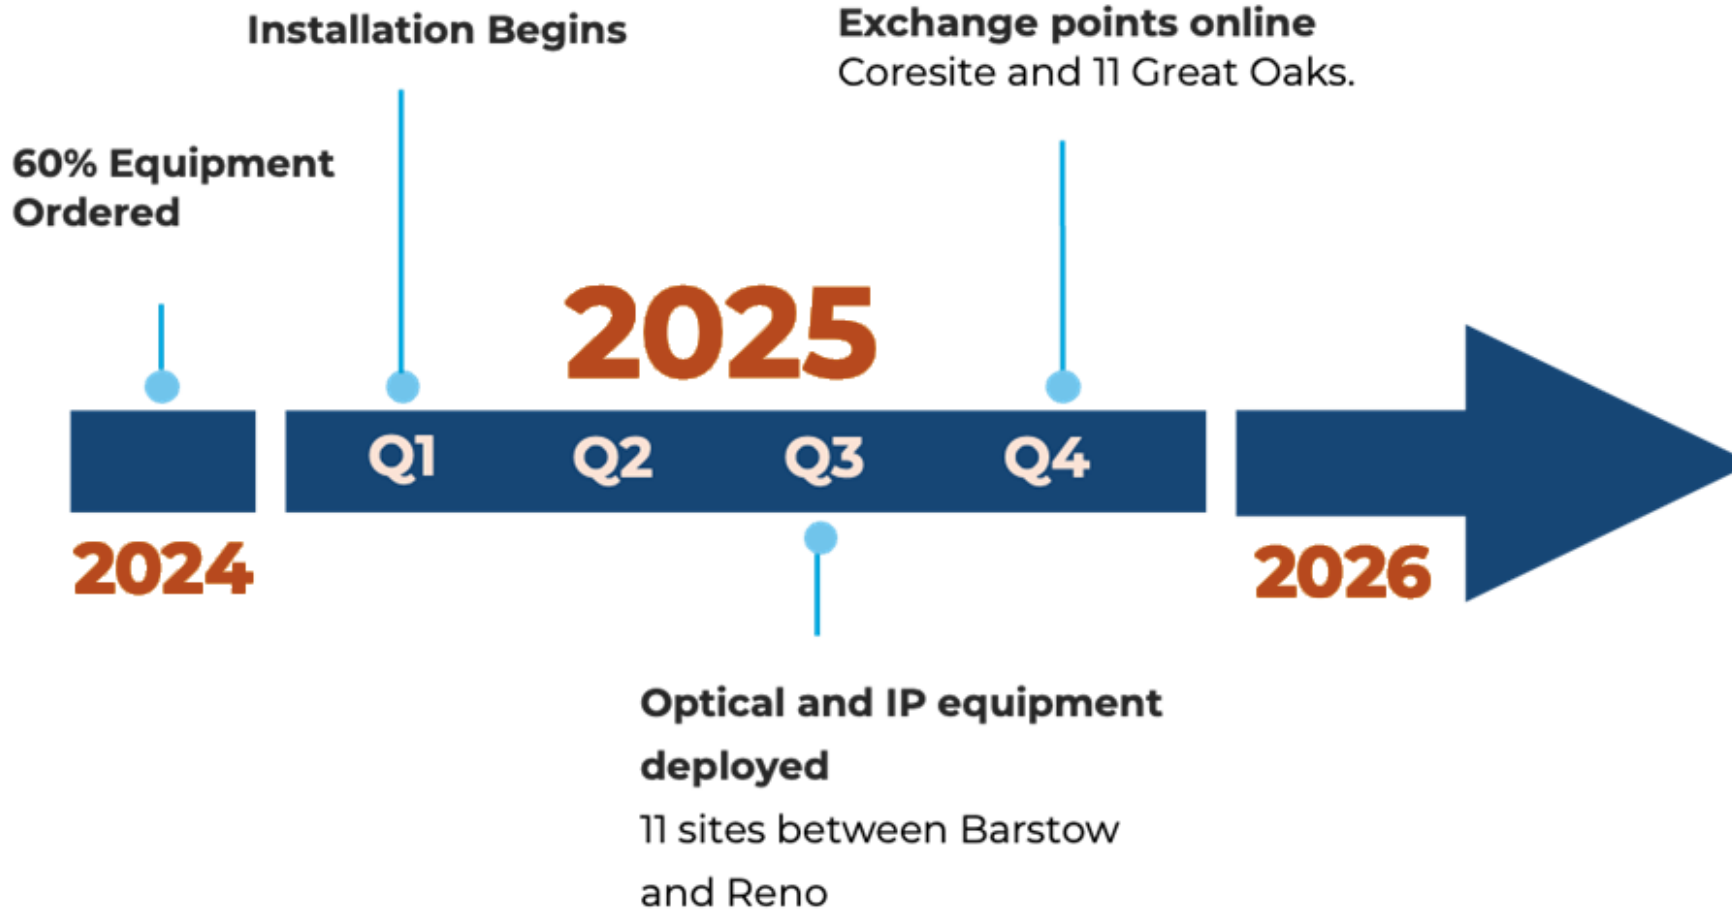 Installation Begins
Exchange points online
Coresite and 11 Great Oaks.
60% Equipment
Ordered
2025
Q1 Q2 Q3 Q4
2024
2026
Optical and IP equipment
deployed
11 sites between Barstow
and Reno